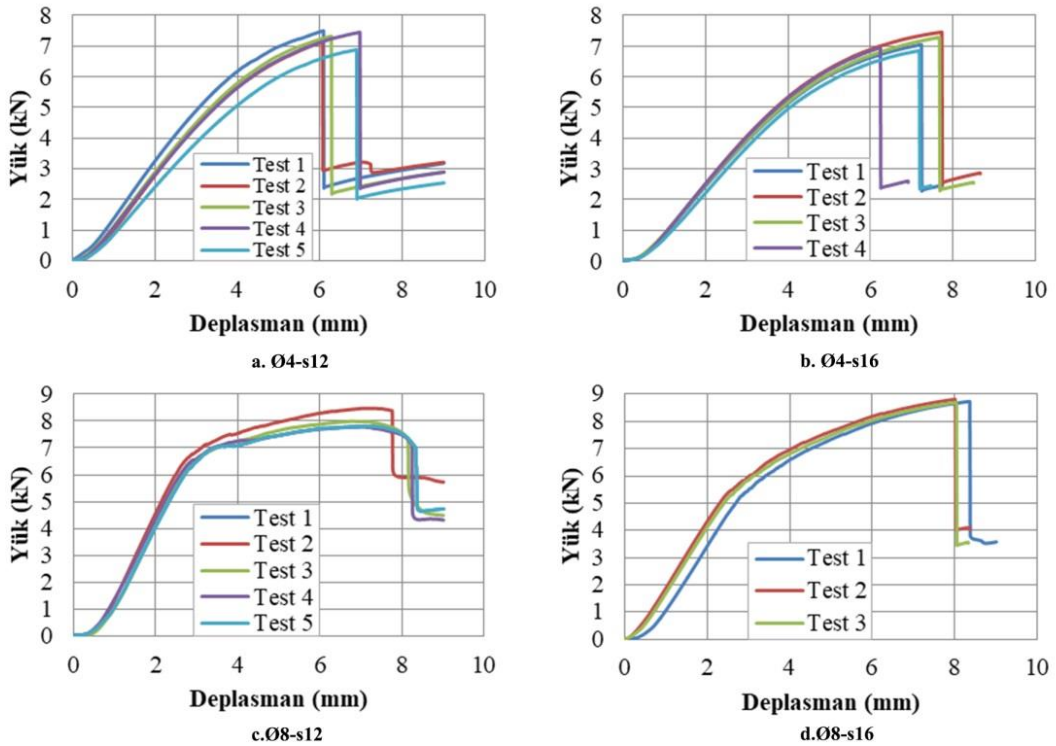 8
7
6
5
4
3
2
1
0
Yük (kN)
Test 1
Test 2
Test 3
Test 4
Test 5
0 2 4 6 8 10
Deplasman (mm)
a. Ø4-s12
8
7
6
5
4
3
2
1
0
Yük (kN)
Test 1
Test 2
Test 3
Test 4
0 2 4 6 8 10
Deplasman (mm)
b. Ø4-s16
9
8
7
6
5
4
3
2
1
0
Yük (kN)
Test 1
Test 2
Test 3
Test 4
Test 5
0 2 4 6 8 10
Deplasman (mm)
c.Ø8-s12
9
8
7
6
5
4
3
2
1
0
Yük (kN)
Test 1
Test 2
Test 3
0 2 4 6 8 10
Deplasman (mm)
d.Ø8-s16